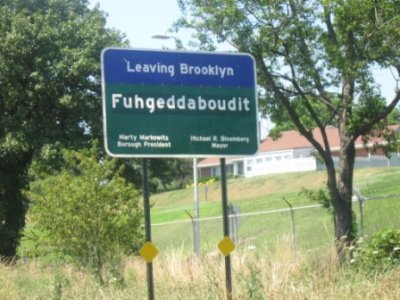 Leaving Brooklyn
Fuhgeddaboudit
Marty Markowitz
Borough President
Michael R. Bloomberg
Mayor